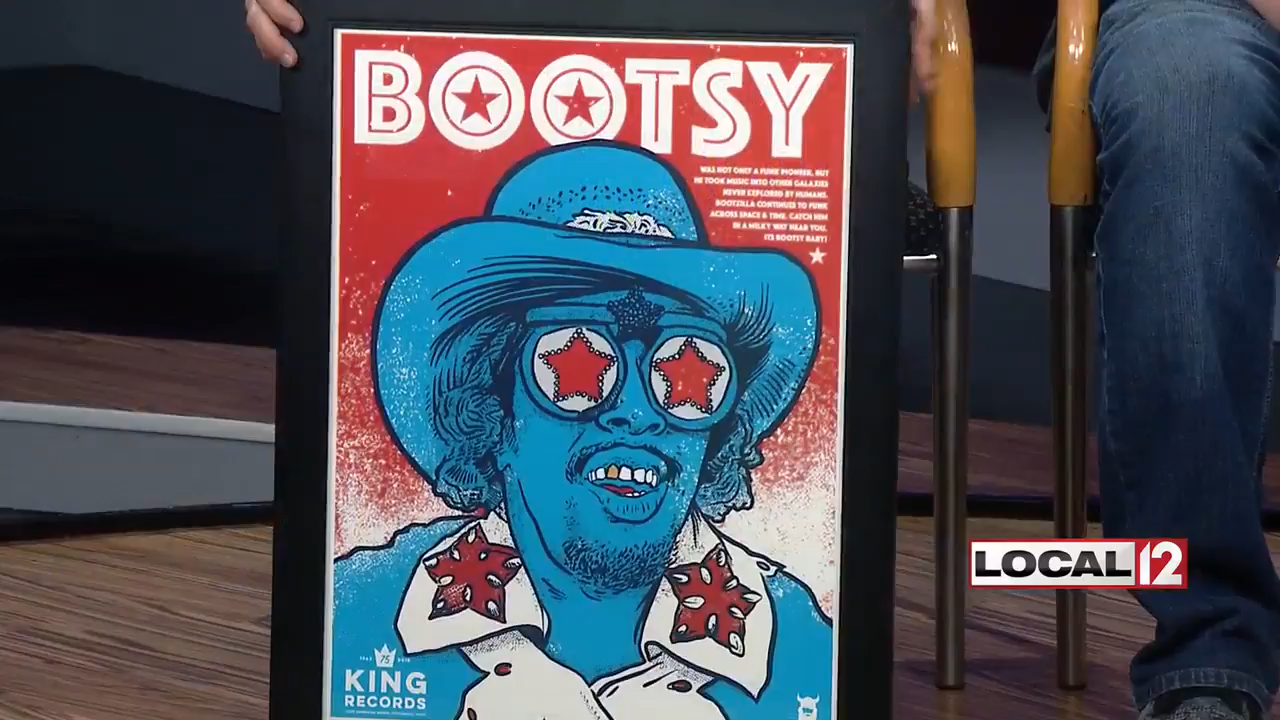 BOOTSY
WAS NOT ONLY A FUNK PIONEER, BUT
HE TOOK MUSIC INTO OTHER GALAXIES
NEVER EXPLORED BY HUMANS.
BOOTZILLA CONTINUES TO FUNK
ACROSS SPACE & TIME. CATCH HIM
IN A MILKY WAY NEAR YOU.
ITS BOOTSY BABY!
LOCAL 12
75
KING
RECORDS